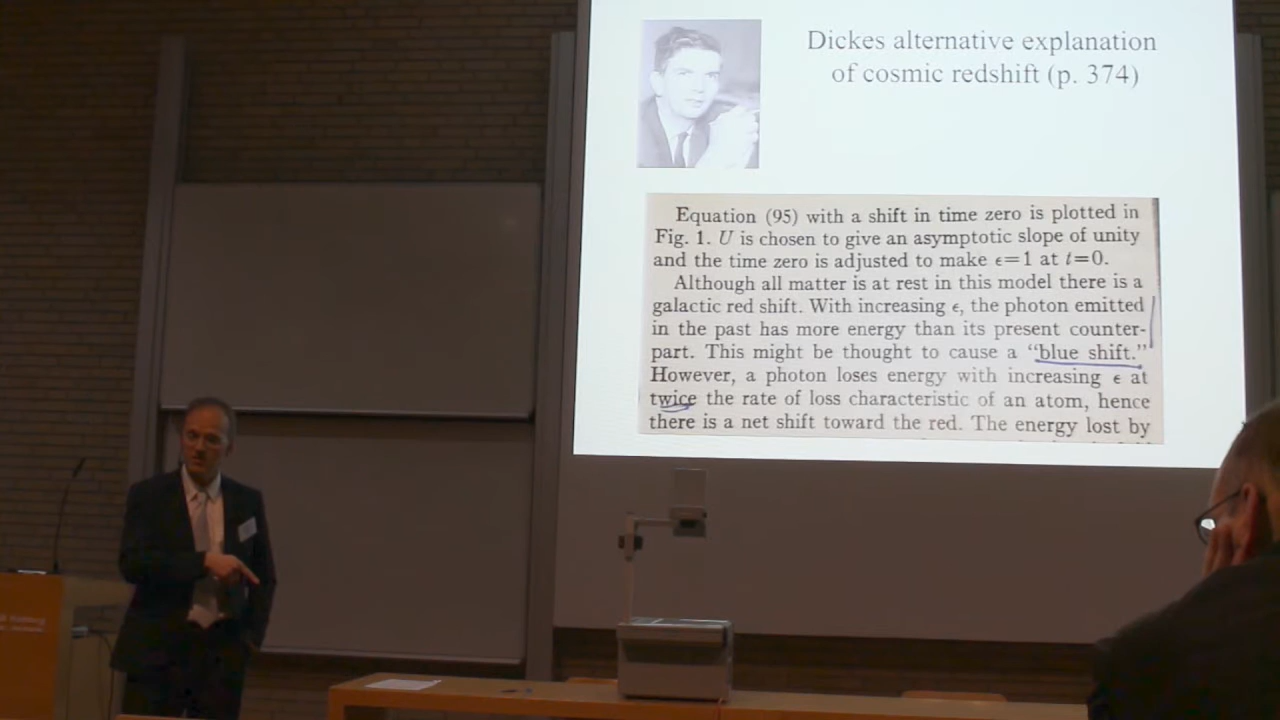 Dickes alternative explanation
of cosmic redshift (p. 374)
Equation (95) with a shift in time zero is plotted in
Fig. 1. U is chosen to give an asymptotic slope of unity
and the time zero is adjusted to make ϵ=1 at t=0.
Although all matter is at rest in this model there is a
galactic red shift. With increasing ϵ, the photon emitted
in the past has more energy than its present counter-
part. This might be thought to cause a “blue shift.”
However, a photon loses energy with increasing ϵ at
twice the rate of loss characteristic of an atom, hence
there is a net shift toward the red. The energy lost by